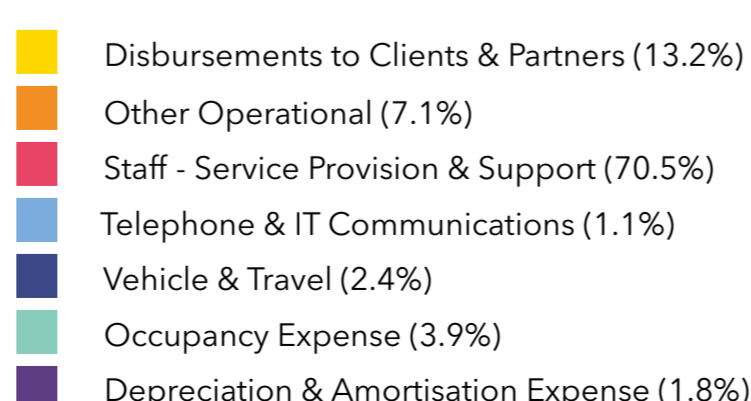 Disbursements to Clients & Partners (13.2%)
Other Operational (7.1%)
Staff - Service Provision & Support (70.5%)
Telephone & IT Communications (1.1%)
Vehicle & Travel (2.4%)
Occupancy Expense (3.9%)
Depreciation & Amortisation Expense (1.8%)